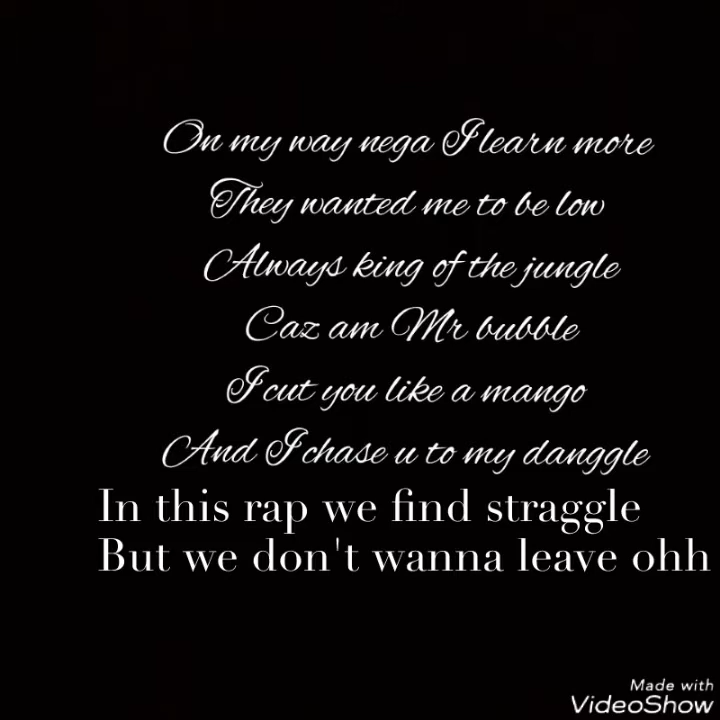 On my way nega I learn more
They wanted me to be low
Always king of the jungle
Caz am Mr bubble
I cut you like a mango
And I chase u to my danggle
In this rap we find straggle
But we don't wanna leave ohh
Made with
VideoShow